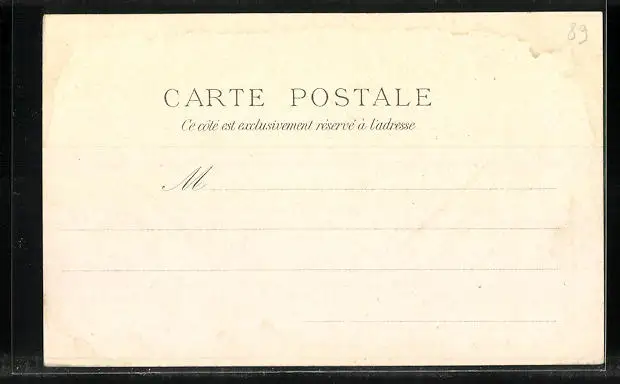 89
CARTE POSTALE
Ce côté est exclusivement réservé à l'adresse
M